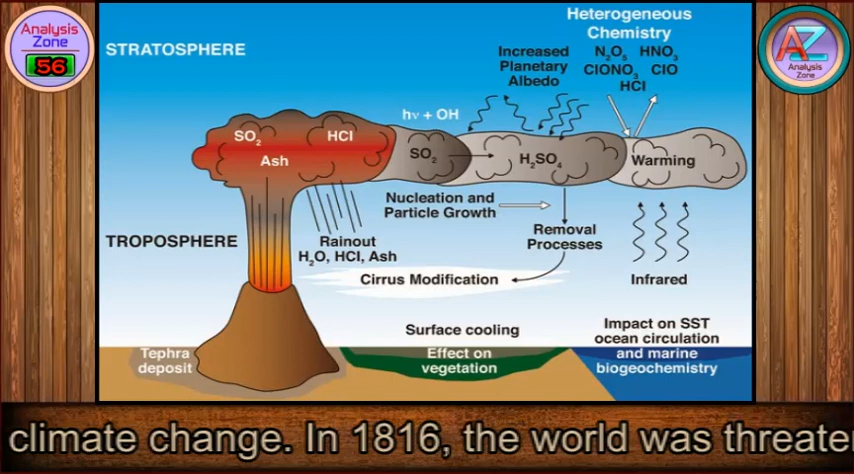 Analysis
Zone
56
STRATOSPHERE
Heterogeneous
Chemistry
N₂O₅ HNO₃
ClONO₃ ClO
HCl
Increased
Planetary
Albedo
AZ
Analysis
Zone
hν + OH
SO₂ HCl
Ash
SO₂
H₂SO₄
Warming
Nucleation and
Particle Growth
Removal
Processes
TROPOSPHERE
Rainout
H₂O, HCl, Ash
Cirrus Modification
Infrared
Surface cooling
Impact on SST
ocean circulation
and marine
biogeochemistry
Tephra
deposit
Effect on
vegetation
climate change. In 1816, the world was threate